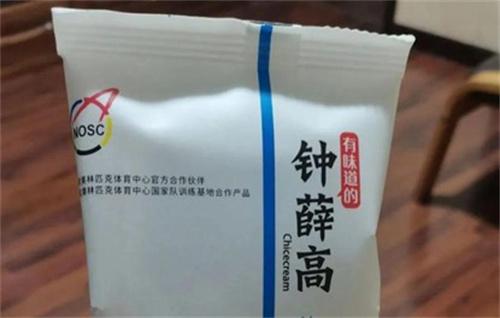 NOSC
林匹克体育中心官方合作伙伴
林匹克体育中心国家队训练基地合作产品
有味道的
钟薛高
Chicecream